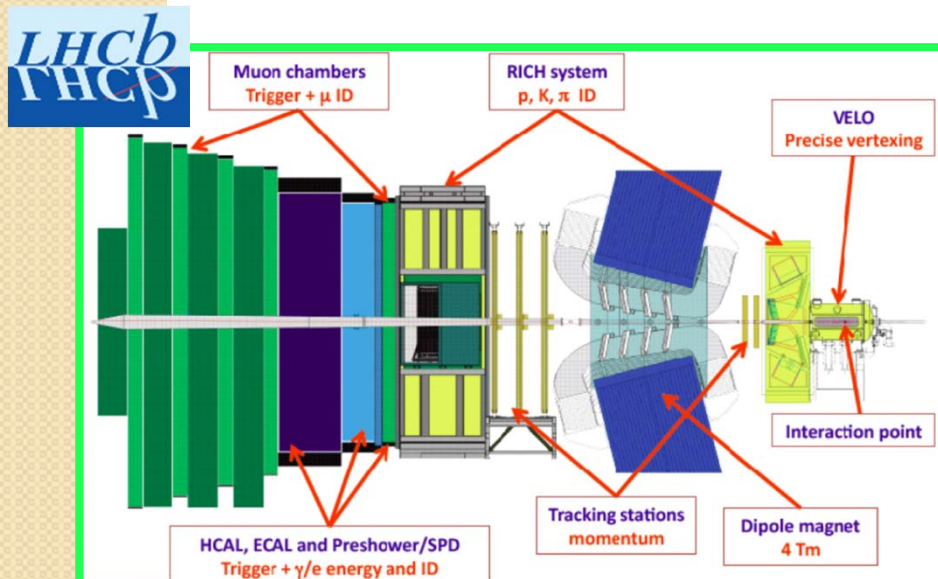 LHCb
ГHCp
Muon chambers
Trigger + μ ID
RICH system
p, K, π ID
VELO
Precise vertexing
Interaction point
Tracking stations
momentum
Dipole magnet
4 Tm
HCAL, ECAL and Preshower/SPD
Trigger + γ/e energy and ID